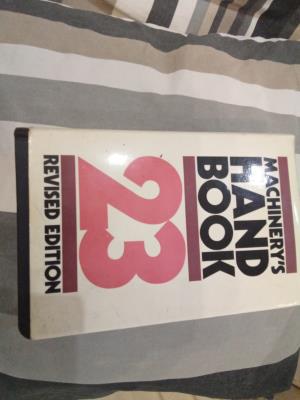 MACHINERY'S
HAND
BOOK
23
REVISED EDITION